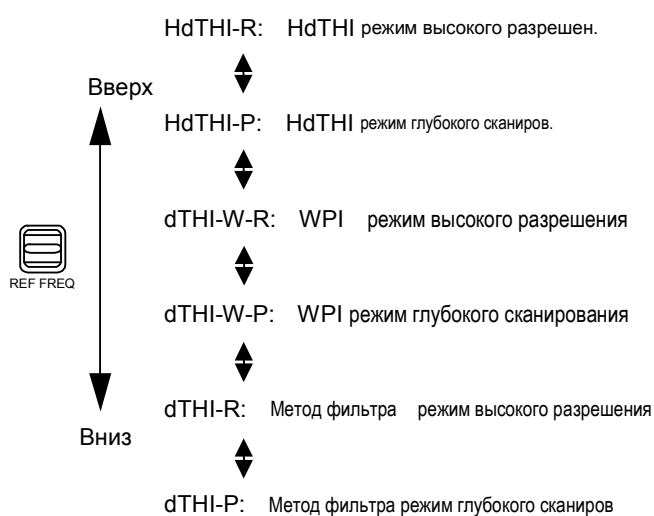 HdTHI-R: HdTHI режим высокого разрешен.
Вверх
HdTHI-P: HdTHI режим глубокого сканиров.
dTHI-W-R: WPI режим высокого разрешения
REF FREQ
dTHI-W-P: WPI режим глубокого сканирования
dTHI-R: Метод фильтра режим высокого разрешения
Вниз
dTHI-P: Метод фильтра режим глубокого сканиров